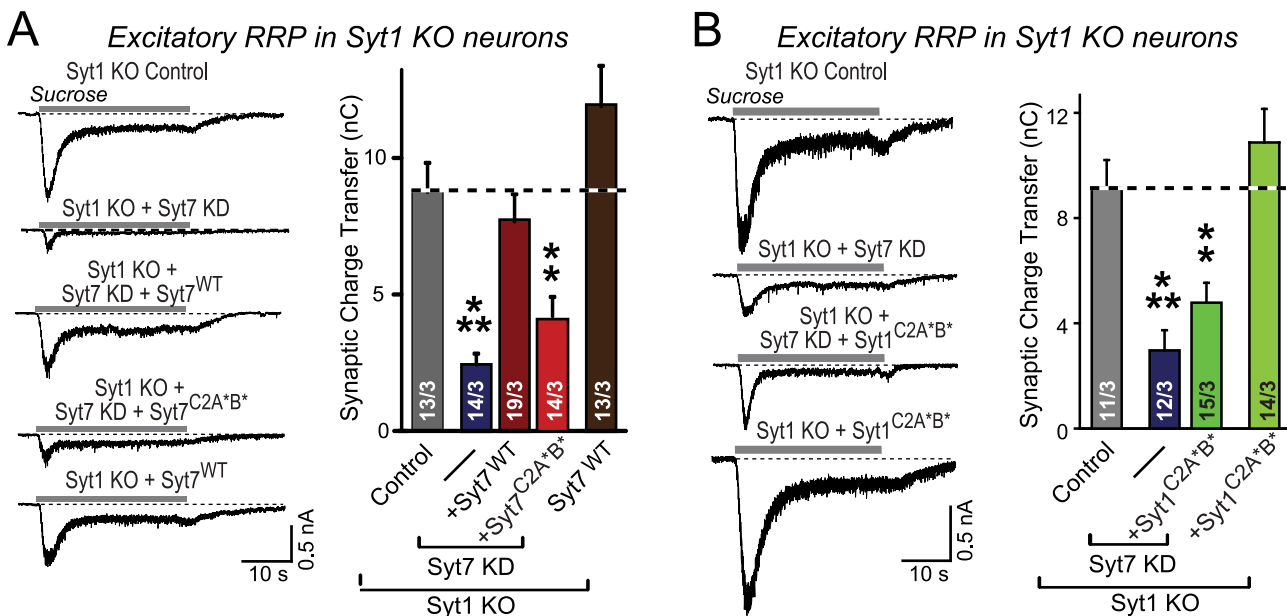 A
Excitatory RRP in Syt1 KO neurons
Syt1 KO Control
Sucrose
Syt1 KO + Syt7 KD
Syt1 KO +
Syt7 KD + Syt7WT
Syt1 KO +
Syt7 KD + Syt7C2A*B*
Syt1 KO + Syt7WT
0.5 nA
10 s
Synaptic Charge Transfer (nC)
10
5
0
*
**
*
*
13/3
14/3
19/3
14/3
13/3
Control
+Syt7 WT
+Syt7C2A*B*
Syt7 WT
Syt7 KD
Syt1 KO
B
Excitatory RRP in Syt1 KO neurons
Syt1 KO Control
Sucrose
Syt1 KO + Syt7 KD
Syt1 KO +
Syt7 KD + Syt1C2A*B*
Syt1 KO + Syt1C2A*B*
0.5 nA
10 s
Synaptic Charge Transfer (nC)
12
8
4
0
*
**
*
*
11/3
12/3
15/3
14/3
Control
+Syt1C2A*B*
+Syt1C2A*B*
Syt7 KD
Syt1 KO